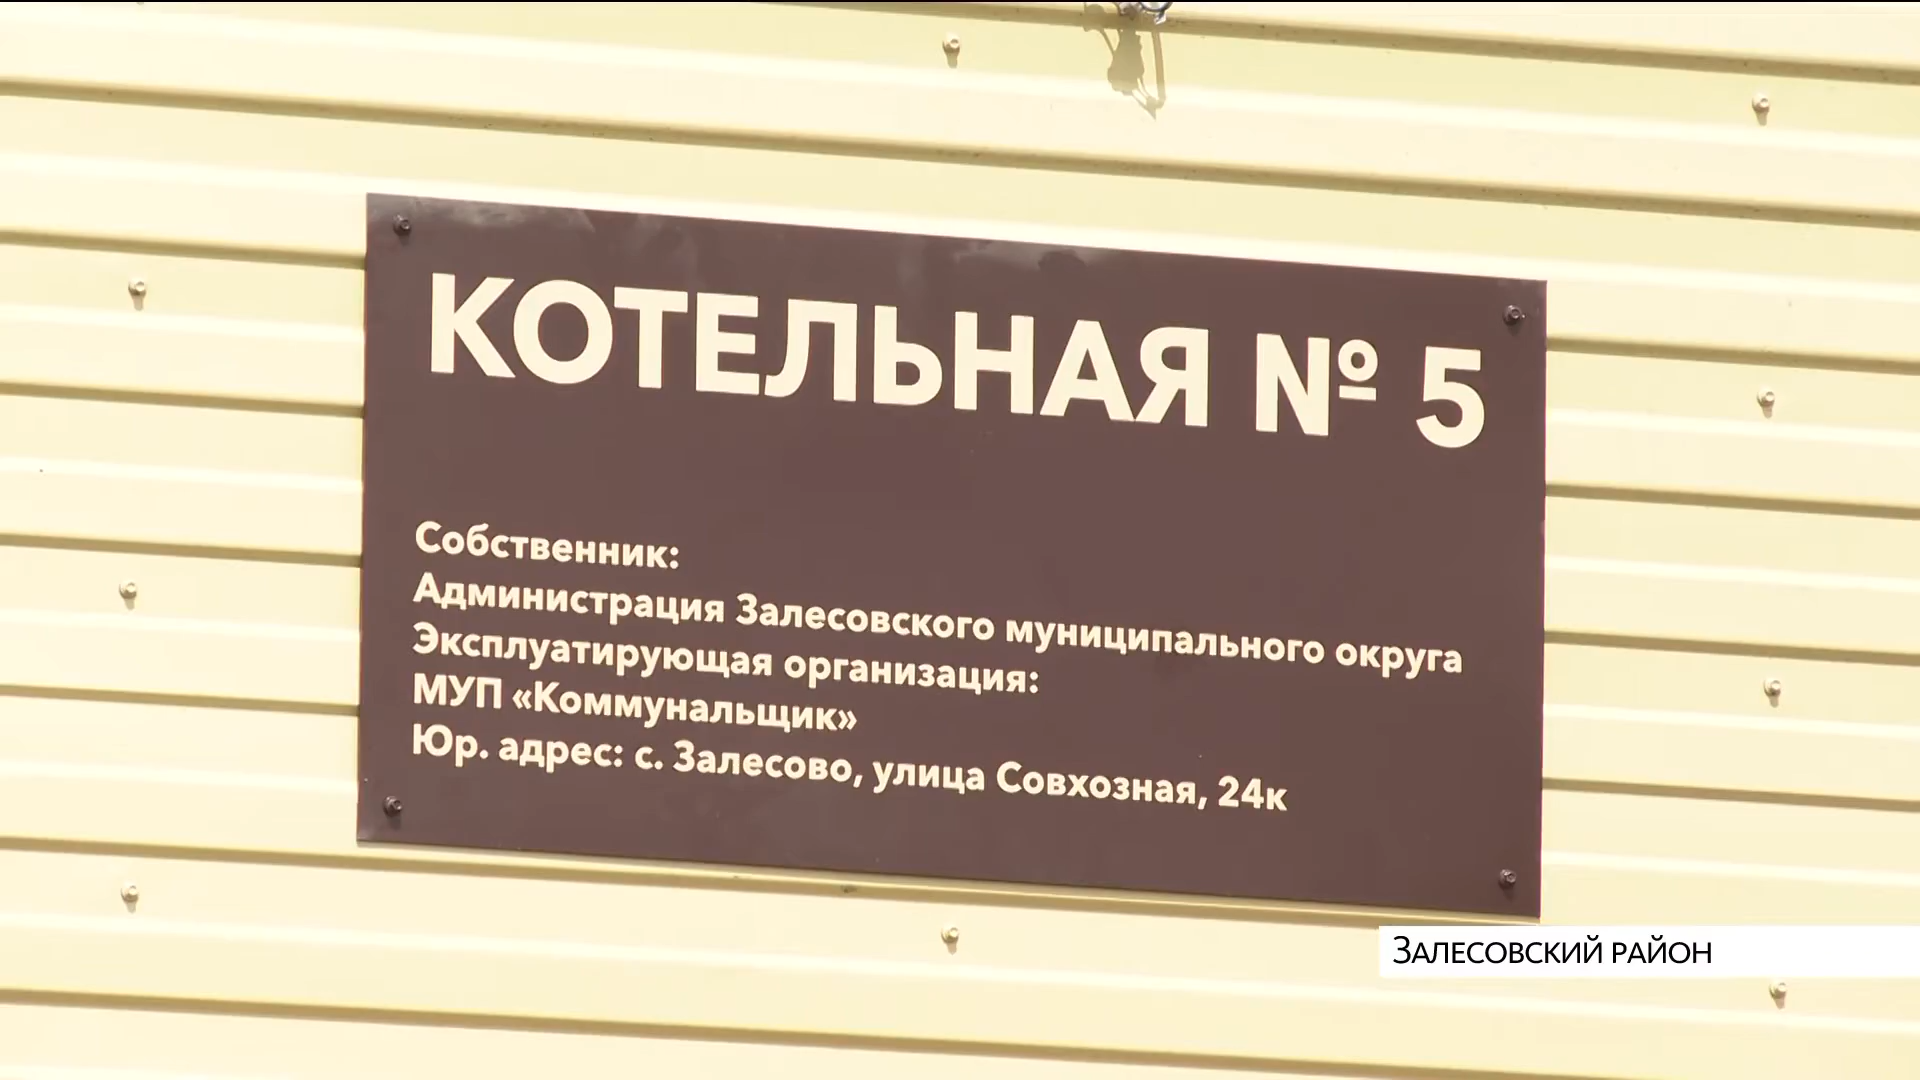 КОТЕЛЬНАЯ № 5
Собственник:
Администрация Залесовского муниципального округа
Эксплуатирующая организация:
МУП «Коммунальщик»
Юр. адрес: с. Залесово, улица Совхозная, 24к
ЗАЛЕСОВСКИЙ РАЙОН